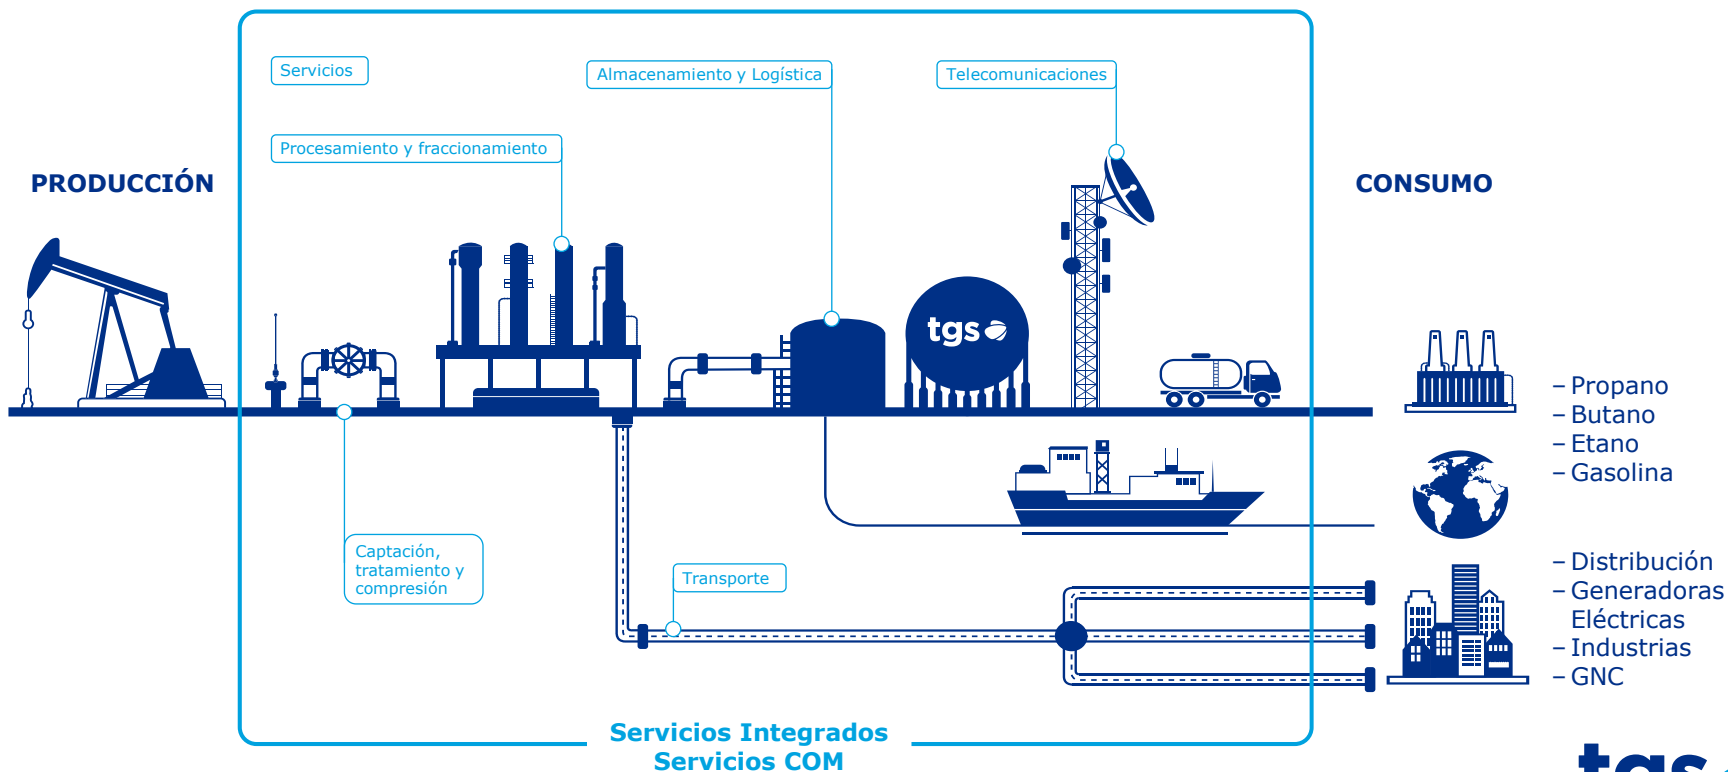 Servicios
Almacenamiento y Logística
Telecomunicaciones
Procesamiento y fraccionamiento
PRODUCCIÓN
CONSUMO
tgs
– Propano
– Butano
– Etano
– Gasolina
Captación,
tratamiento y
compresión
Transporte
– Distribución
– Generadoras
Eléctricas
– Industrias
– GNC
Servicios Integrados
Servicios COM
tgs